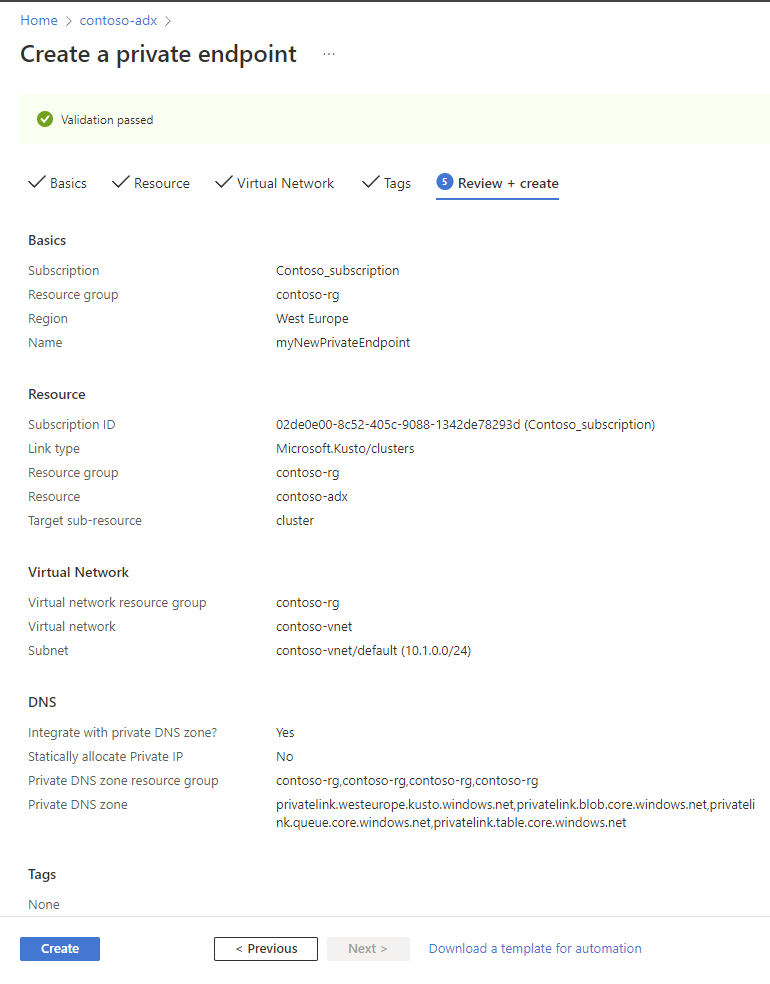 Home > contoso-adx >
Create a private endpoint ...
Validation passed
Basics Resource Virtual Network Tags 5 Review + create
Basics
Subscription Contoso_subscription
Resource group contoso-rg
Region West Europe
Name myNewPrivateEndpoint
Resource
Subscription ID 02de0e00-8c52-405c-9088-1342de78293d (Contoso_subscription)
Link type Microsoft.Kusto/clusters
Resource group contoso-rg
Resource contoso-adx
Target sub-resource cluster
Virtual Network
Virtual network resource group contoso-rg
Virtual network contoso-vnet
Subnet contoso-vnet/default (10.1.0.0/24)
DNS
Integrate with private DNS zone? Yes
Statically allocate Private IP No
Private DNS zone resource group contoso-rg,contoso-rg,contoso-rg,contoso-rg
Private DNS zone privatelink.westeurope.kusto.windows.net,privatelink.blob.core.windows.net,privateli
nk.queue.core.windows.net,privatelink.table.core.windows.net
Tags
None
Create < Previous Next > Download a template for automation